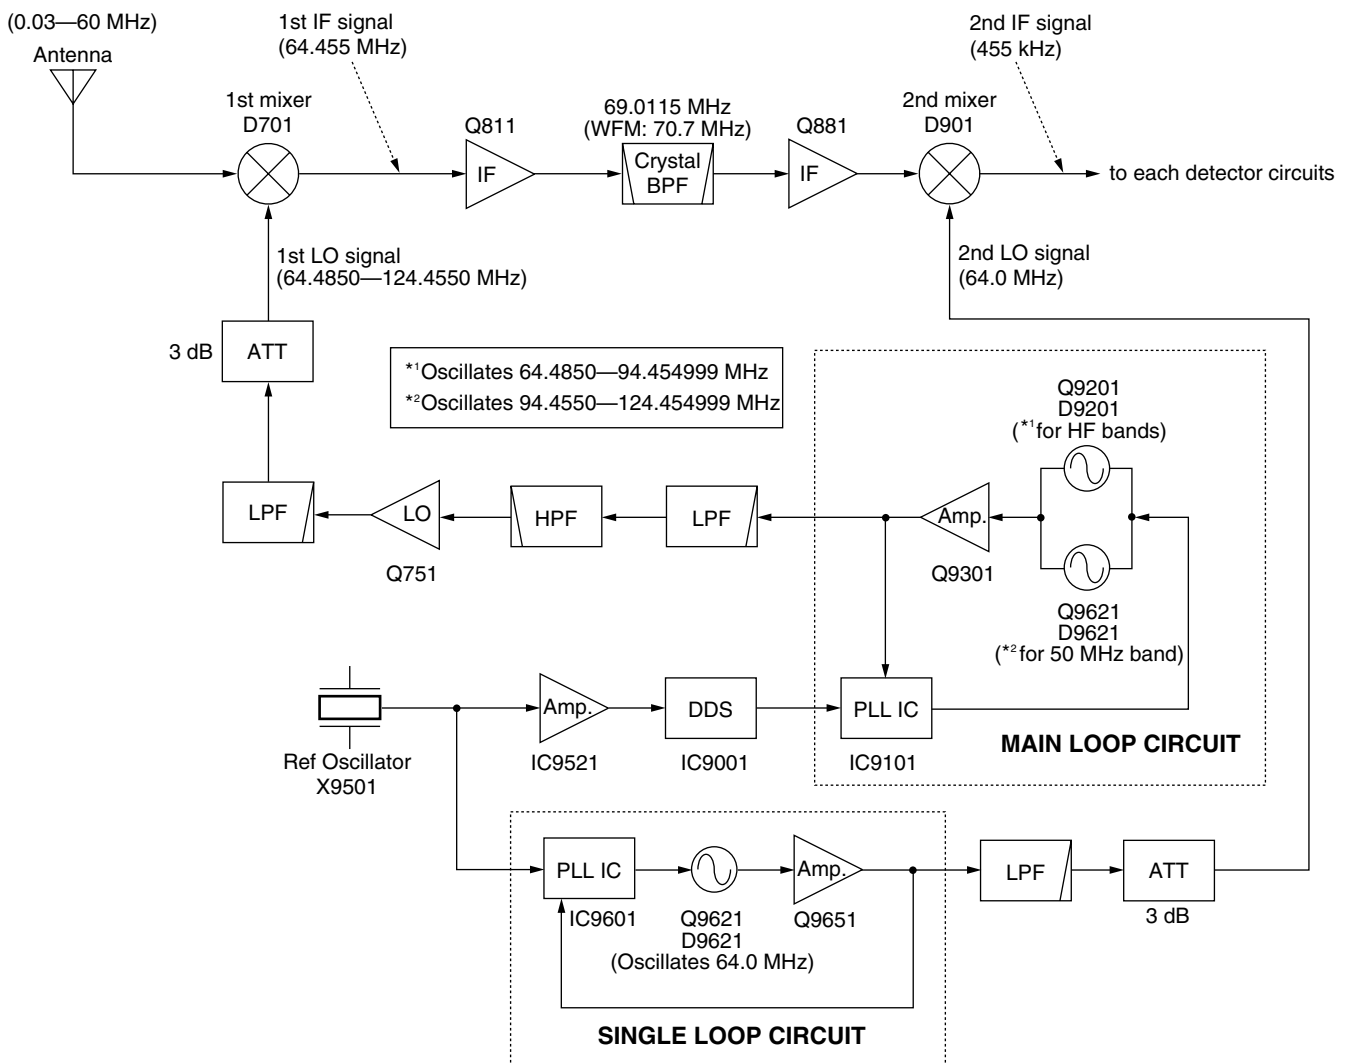 (0.03—60 MHz)
Antenna
1st IF signal
(64.455 MHz)
2nd IF signal
(455 kHz)
1st mixer
D701
Q811
IF
69.0115 MHz
(WFM: 70.7 MHz)
Crystal
BPF
Q881
IF
2nd mixer
D901
to each detector circuits
1st LO signal
(64.4850—124.4550 MHz)
2nd LO signal
(64.0 MHz)
3 dB
ATT
*1Oscillates 64.4850—94.454999 MHz
*2Oscillates 94.4550—124.454999 MHz
Q9201
D9201
(*1for HF bands)
LPF
LO
Q751
HPF
LPF
Amp.
Q9301
Q9621
D9621
(*2for 50 MHz band)
Ref Oscillator
X9501
Amp.
IC9521
DDS
IC9001
PLL IC
IC9101
MAIN LOOP CIRCUIT
PLL IC
IC9601
Q9621
D9621
(Oscillates 64.0 MHz)
Amp.
Q9651
LPF
ATT
3 dB
SINGLE LOOP CIRCUIT